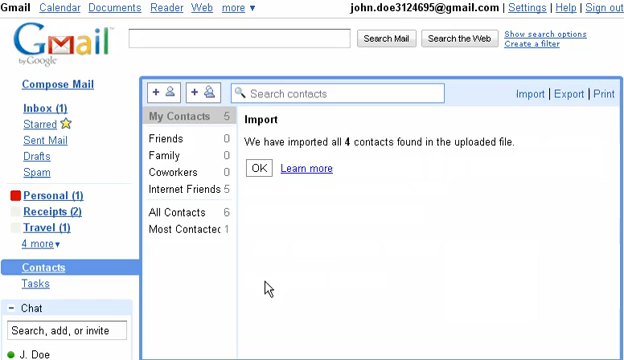 Gmail Calendar Documents Reader Web more ▾ john.doe3124695@gmail.com | Settings | Help | Sign out
Gmail
by Google
Search Mail Search the Web
Show search options
Create a filter
Compose Mail
Inbox (1)
Starred
Sent Mail
Drafts
Spam
Personal (1)
Receipts (2)
Travel (1)
4 more ▾
Contacts
Tasks
− Chat
Search, add, or invite
J. Doe
+ +
Search contacts
Import | Export | Print
My Contacts 5
Friends 0
Family 0
Coworkers 0
Internet Friends 5
All Contacts 6
Most Contacted 1
Import
We have imported all 4 contacts found in the uploaded file.
OK Learn more